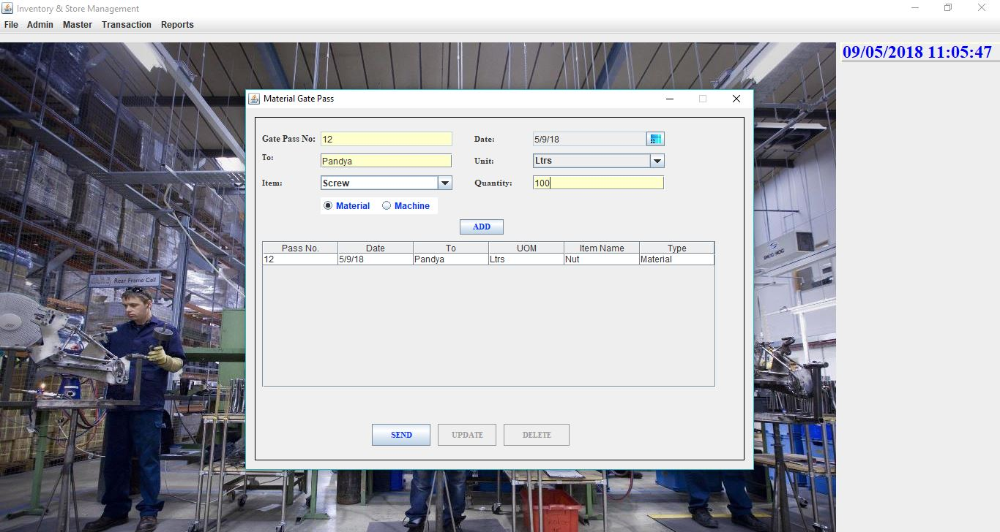 Inventory & Store Management
File Admin Master Transaction Reports
09/05/2018 11:05:47
Material Gate Pass
Gate Pass No: 12 Date: 5/9/18
To: Pandya Unit: Ltrs
Item: Screw Quantity: 100
Material Machine
ADD
Pass No. Date To UOM Item Name Type
12 5/9/18 Pandya Ltrs Nut Material
Rear Frame Cell
SEND UPDATE DELETE